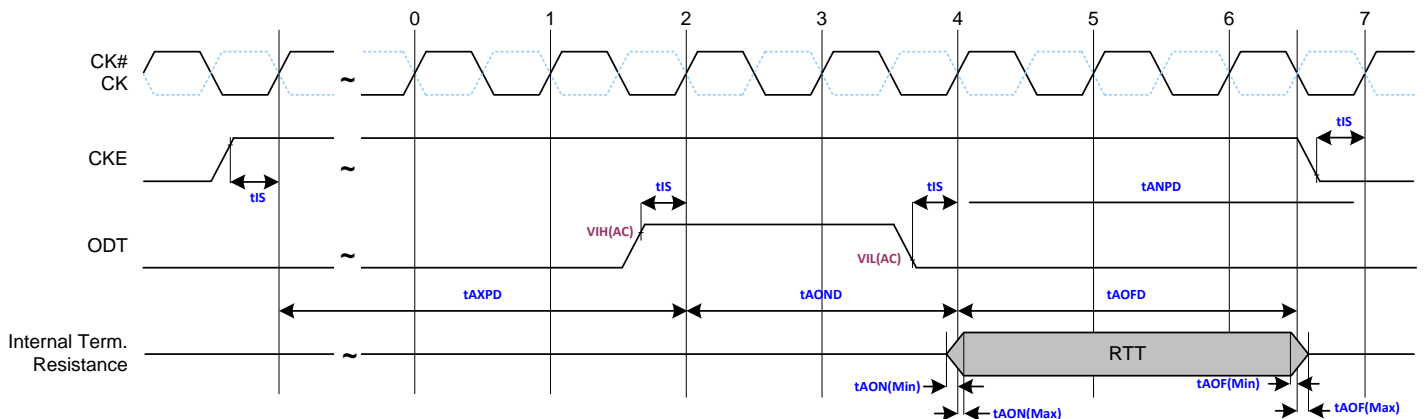 0 1 2 3 4 5 6 7
CK#
CK
tIS
CKE
~
~
tIS
tIS
tIS
tANPD
VIH(AC)
ODT
VIL(AC)
~
tAXPD
tAOND
tAOFD
Internal Term.
Resistance
~
RTT
tAON(Min)
tAOF(Min)
tAON(Max)
tAOF(Max)